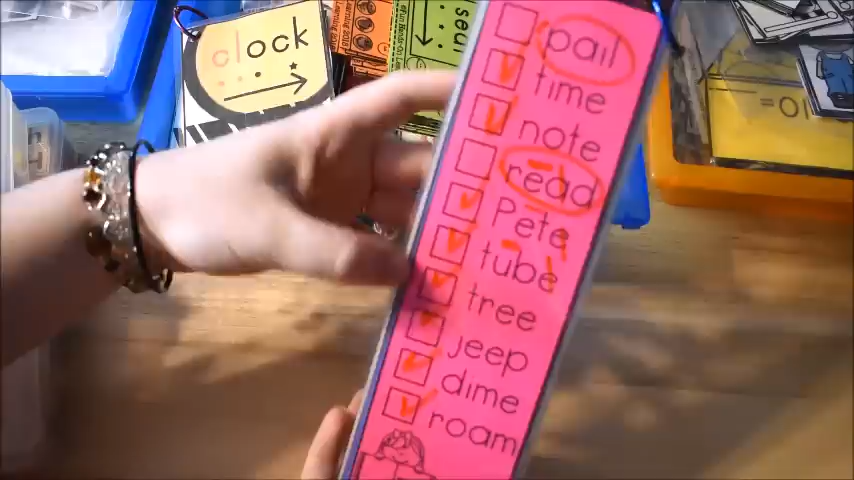 clock
pail
time
note
read
Pete
tube
tree
jeep
dime
roam